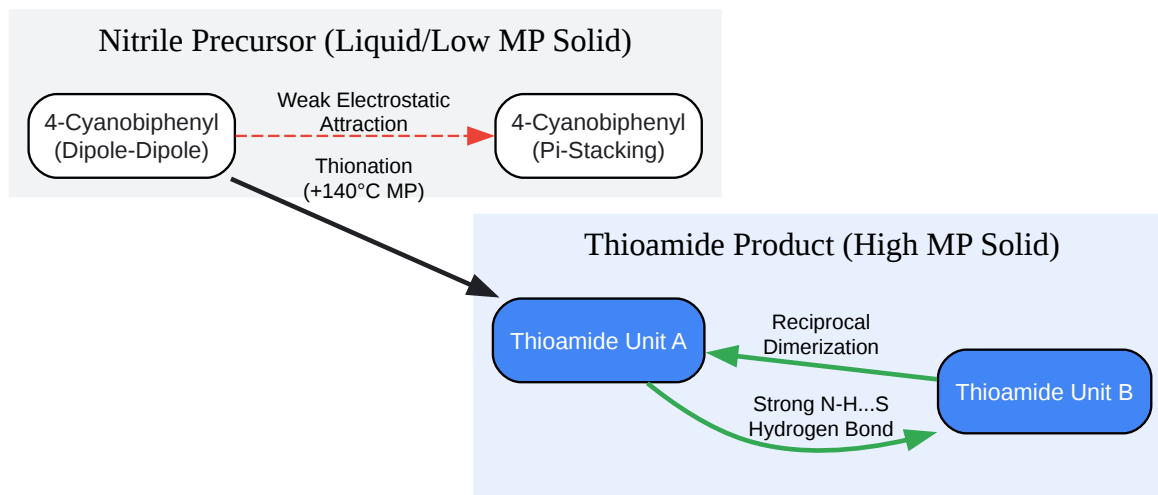 Nitrile Precursor (Liquid/Low MP Solid)
4-Cyanobiphenyl
(Dipole-Dipole)
Weak Electrostatic
Attraction
4-Cyanobiphenyl
(Pi-Stacking)
Thionation
(+140°C MP)
Thioamide Product (High MP Solid)
Thioamide Unit A
Reciprocal
Dimerization
Thioamide Unit B
Strong N-H...S
Hydrogen Bond